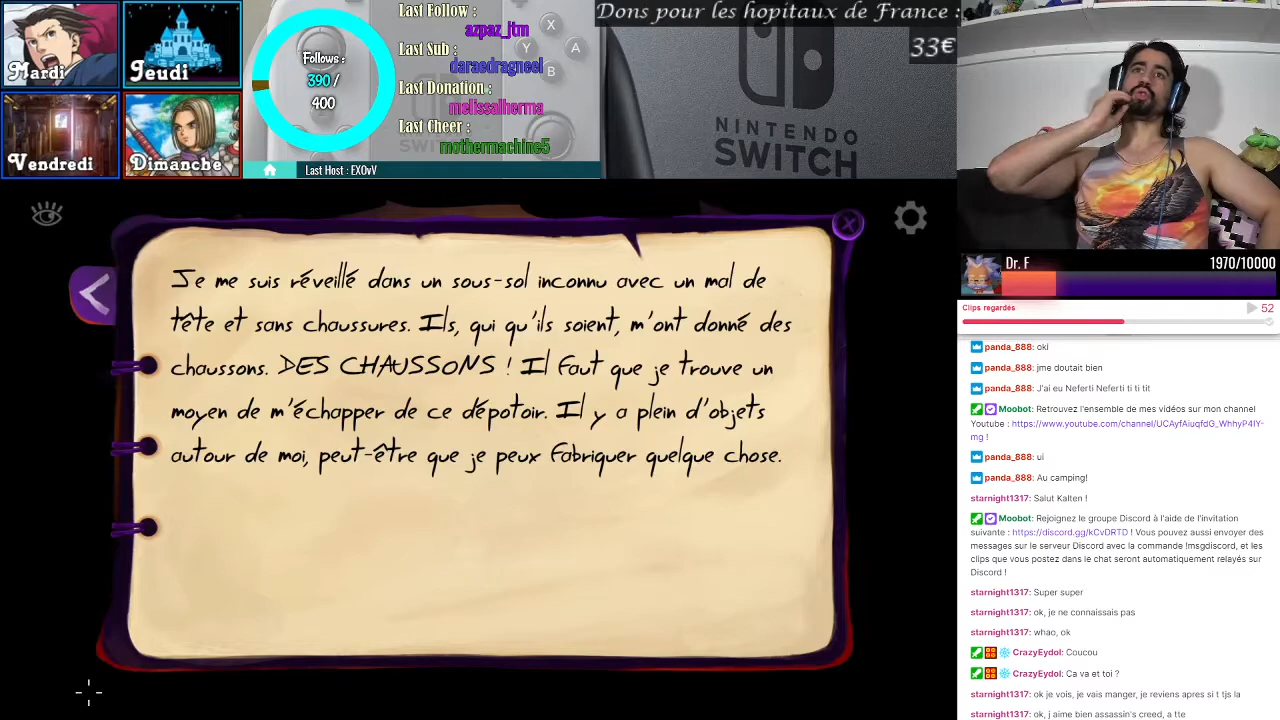 Mardi
Jeudi
Vendredi
Dimanche
Follows :
390 /
400
Last Follow :
azpaz_jtm
Last Sub :
daraedragneel
Last Donation :
melissalherma
Last Cheer :
mothermachine5
Last Host : EXOvV
X
Y
A
B
NINTENDO
SWITCH
Dons pour les hopitaux de France :
33€
Je me suis réveillé dans un sous-sol inconnu avec un mal de
tête et sans chaussures. Ils, qui qu'ils soient, m'ont donné des
chaussons. DES CHAUSSONS ! Il faut que je trouve un
moyen de m'échapper de ce dépotoir. Il y a plein d'objets
autour de moi, peut-être que je peux fabriquer quelque chose.
Dr. F
1970/10000
Clips regardés
52
panda_888: oki
panda_888: jme doutait bien
panda_888: J'ai eu Neferti Neferti ti ti tit
Moobot: Retrouvez l'ensemble de mes vidéos sur mon channel
Youtube : https://www.youtube.com/channel/UCAyfAiuqfdG_WhhyP4IY-
mg !
panda_888: ui
panda_888: Au camping!
starnight1317: Salut Kalten !
Moobot: Rejoignez le groupe Discord à l'aide de l'invitation
suivante : https://discord.gg/kCvDRTD ! Vous pouvez aussi envoyer des
messages sur le serveur Discord avec la commande !msgdiscord, et les
clips que vous postez dans le chat seront automatiquement relayés sur
Discord !
starnight1317: Super super
starnight1317: ok, je ne connaissais pas
starnight1317: whao, ok
CrazyEydol: Coucou
CrazyEydol: Ca va et toi ?
starnight1317: ok je vois, je vais manger, je reviens apres si t tjs la
starnight1317: ok, j aime bien assassin's creed, a tte